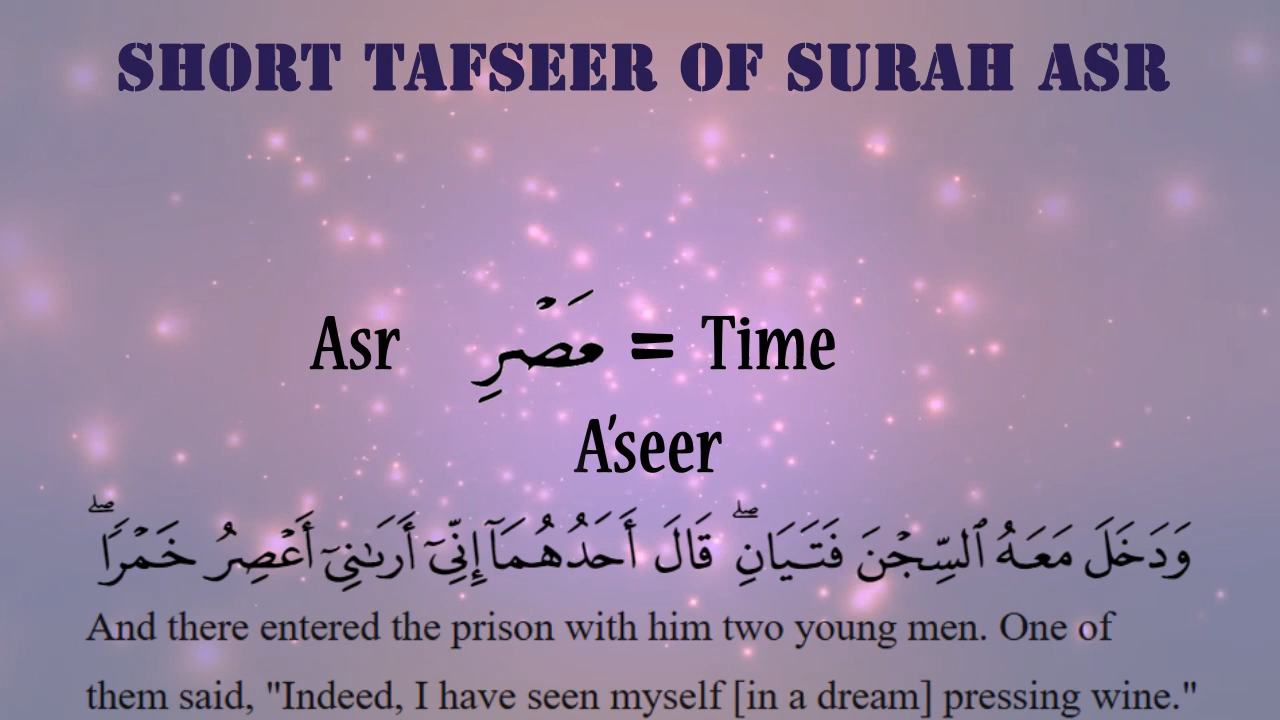 SHORT TAFSEER OF SURAH ASR
Asr عَصْرِ = Time
A'seer
وَدَخَلَ مَعَهُ ٱلسِّجْنَ فَتَيَانِ ۖ قَالَ أَحَدُهُمَآ إِنِّىٓ أَرَىٰنِىٓ أَعْصِرُ خَمْرًا ۖ
And there entered the prison with him two young men. One of
them said, "Indeed, I have seen myself [in a dream] pressing wine."